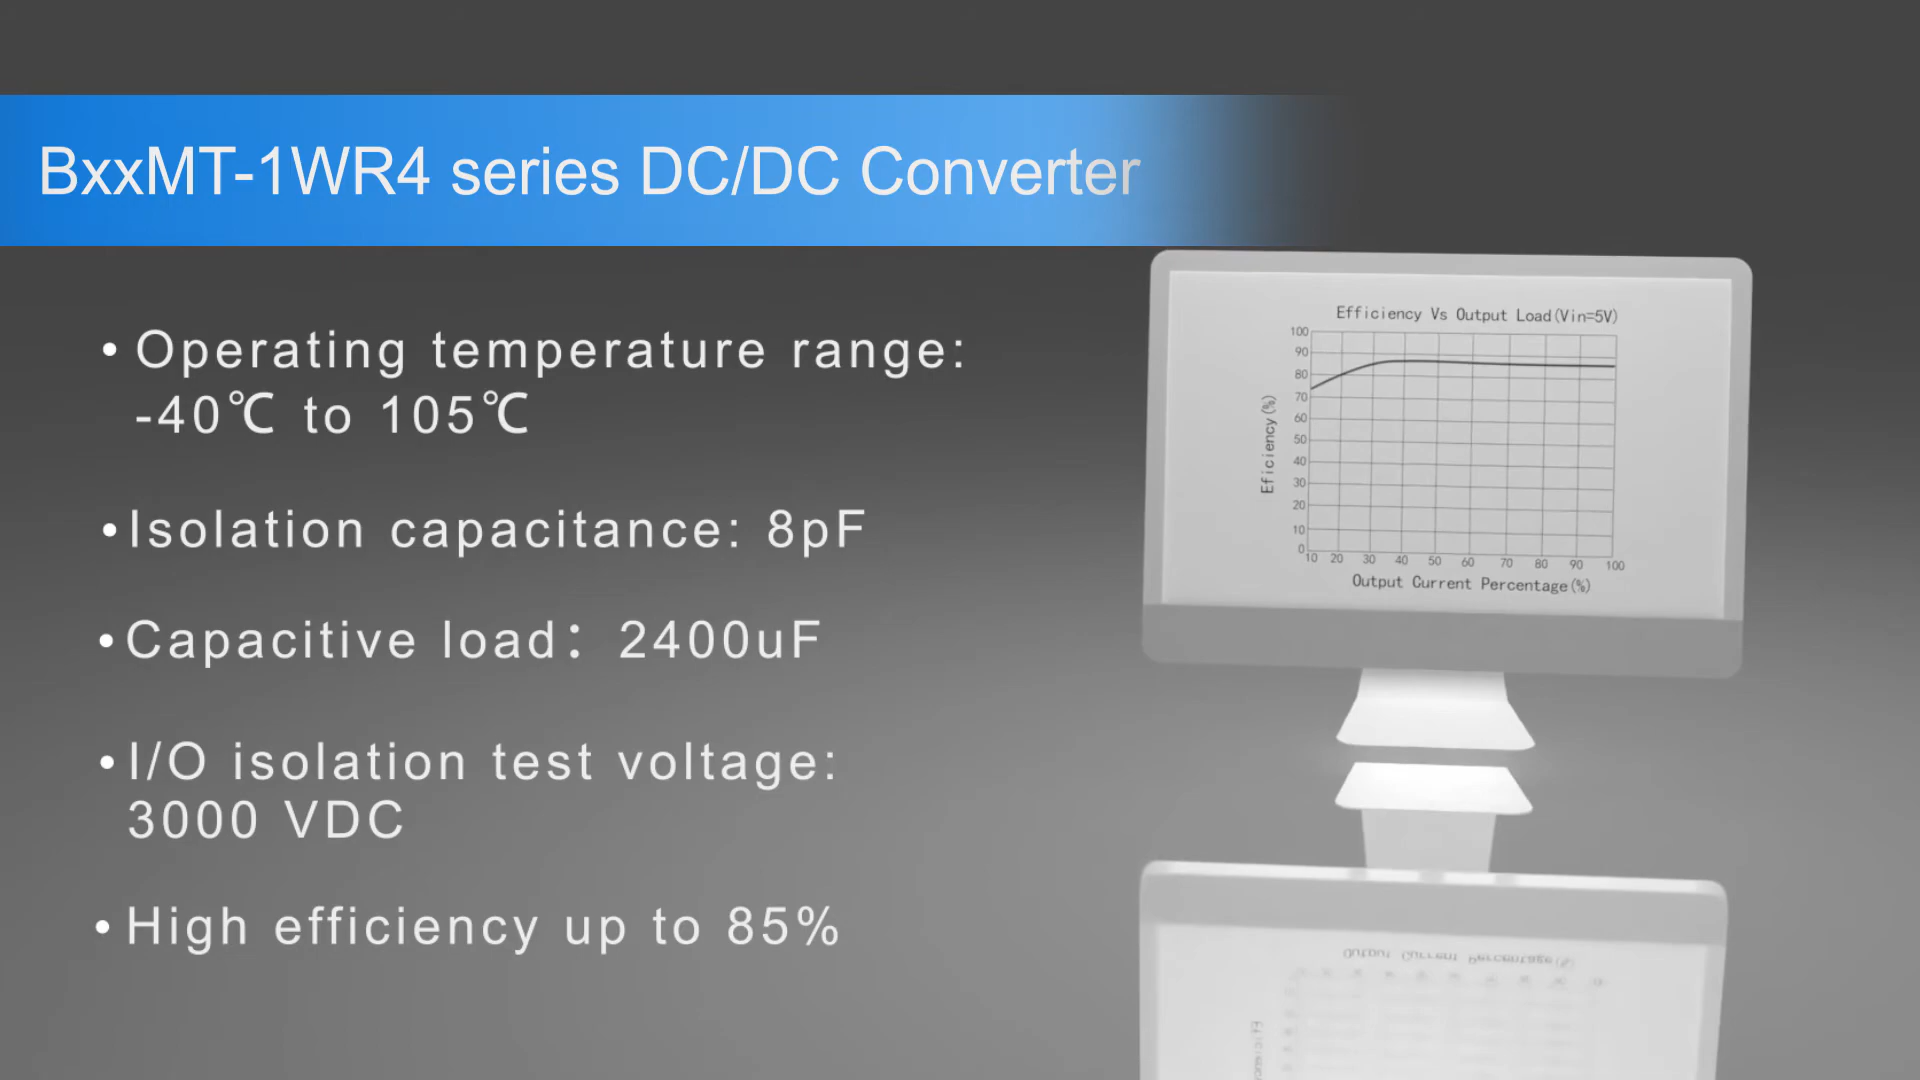 BxxMT-1WR4 series DC/DC Converter
• Operating temperature range:
-40℃ to 105℃
• Isolation capacitance: 8pF
• Capacitive load： 2400uF
• I/O isolation test voltage:
3000 VDC
• High efficiency up to 85%
Efficiency Vs Output Load(Vin=5V)
100
90
80
70
60
50
40
30
20
10
0
Eficiency(%)
10 20 30 40 50 60 70 80 90 100
Output Current Percentage(%)